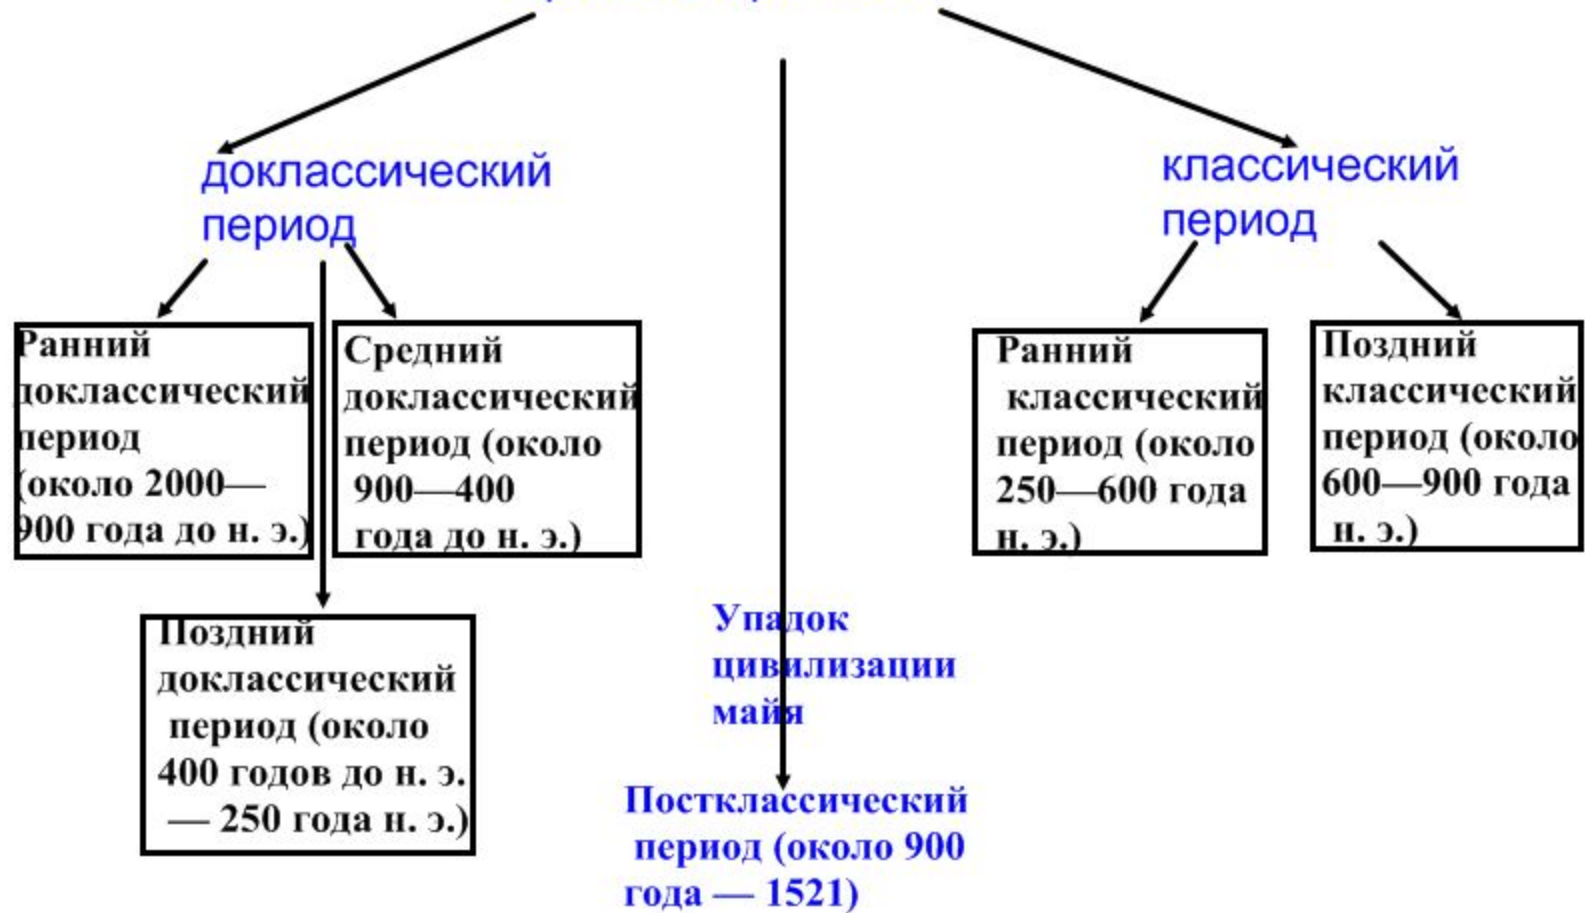 доклассический
период
классический
период
Ранний
доклассический
период
(около 2000—
900 года до н. э.)
Средний
доклассический
период (около
900—400
года до н. э.)
Ранний
классический
период (около
250—600 года
н. э.)
Поздний
классический
период (около
600—900 года
н. э.)
Поздний
доклассический
период (около
400 годов до н. э.
— 250 года н. э.)
Упадок
цивилизации
майя
Постклассический
период (около 900
года — 1521)